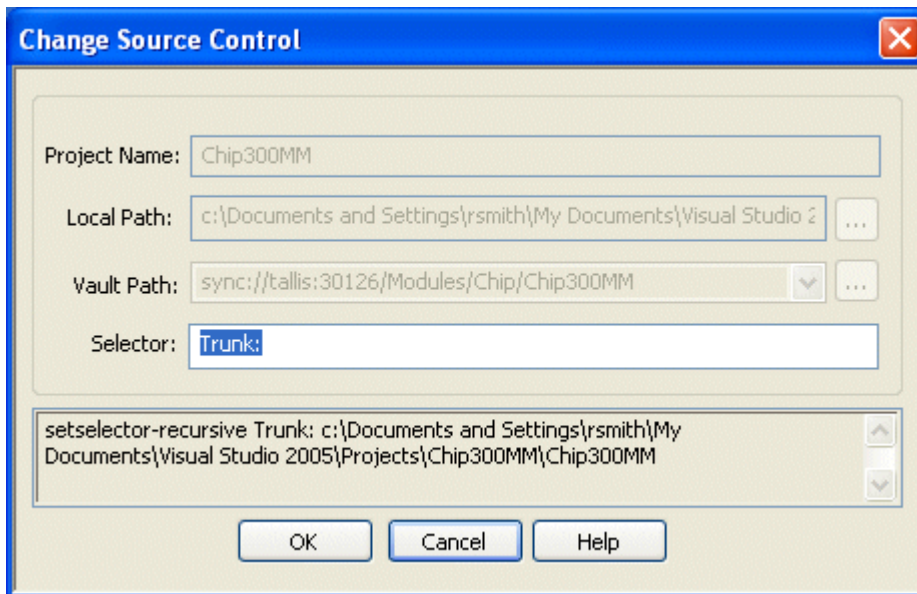 Change Source Control
Project Name: Chip300MM
Local Path: c:\Documents and Settings\rsmith\My Documents\Visual Studio 2 ...
Vault Path: sync://tallis:30126/Modules/Chip/Chip300MM ...
Selector: Trunk:
setselector-recursive Trunk: c:\Documents and Settings\rsmith\My
Documents\Visual Studio 2005\Projects\Chip300MM\Chip300MM
OK Cancel Help